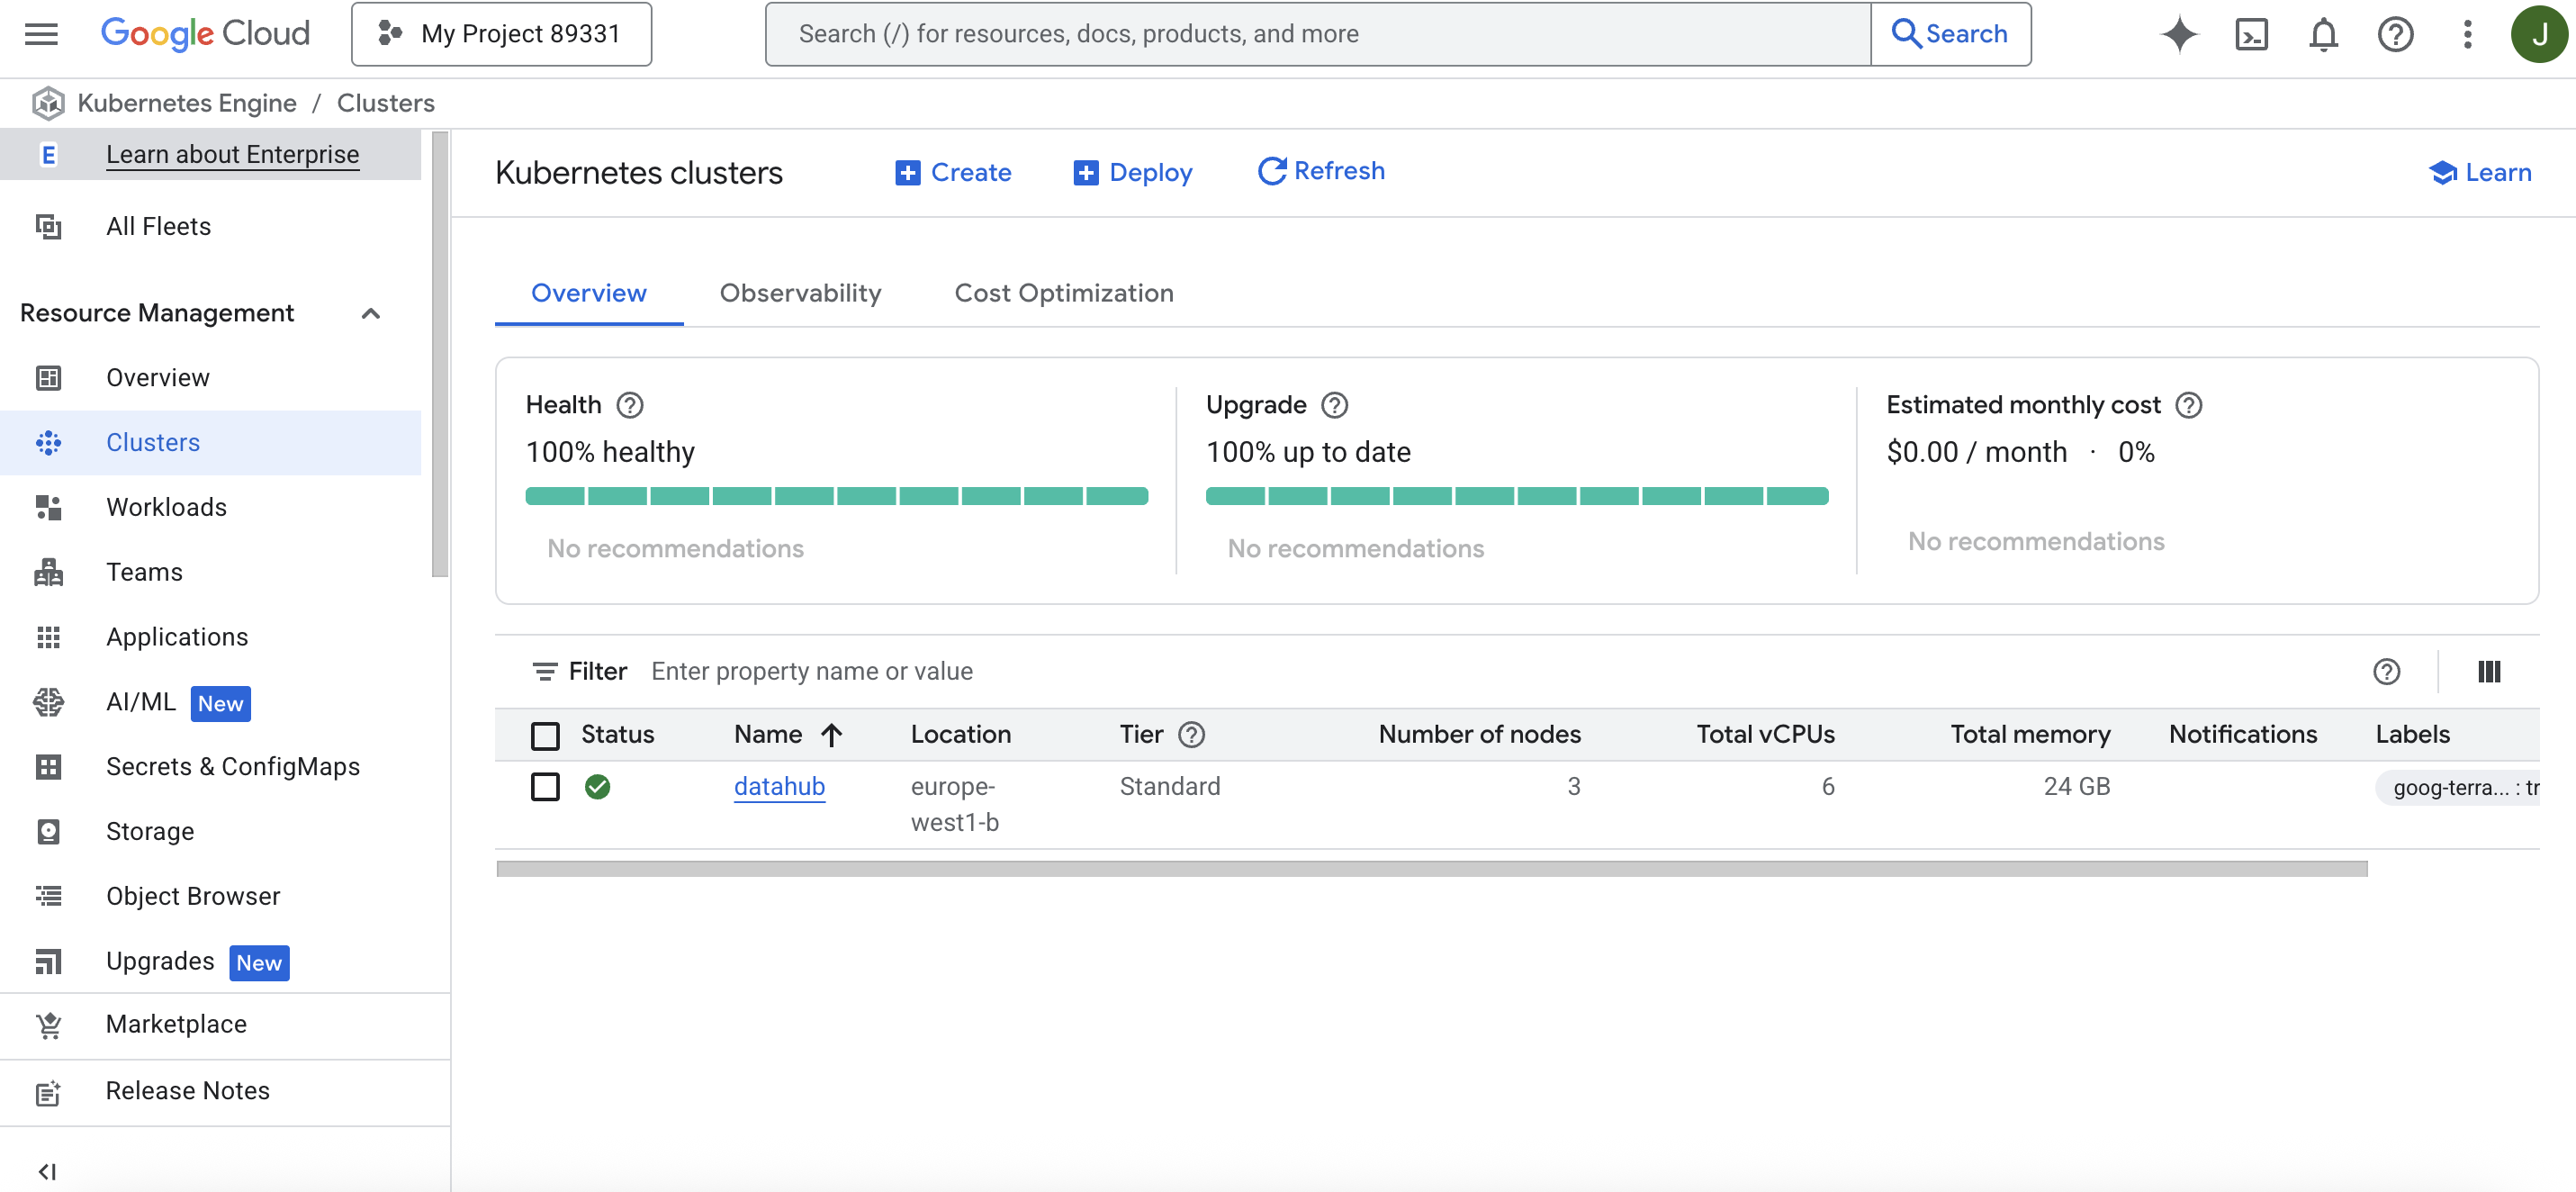 Google Cloud
My Project 89331
Search (/) for resources, docs, products, and more
Search
J
Kubernetes Engine / Clusters
E Learn about Enterprise
All Fleets
Resource Management
Overview
Clusters
Workloads
Teams
Applications
AI/ML New
Secrets & ConfigMaps
Storage
Object Browser
Upgrades New
Marketplace
Release Notes
Kubernetes clusters
Create
Deploy
Refresh
Learn
Overview
Observability
Cost Optimization
Health
100% healthy
No recommendations
Upgrade
100% up to date
No recommendations
Estimated monthly cost
$0.00 / month · 0%
No recommendations
Filter Enter property name or value
Status Name Location Tier Number of nodes Total vCPUs Total memory Notifications Labels
datahub europe- Standard 3 6 24 GB goog-terra... : tr
west1-b